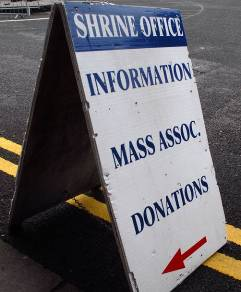 SHRINE OFFICE
INFORMATION
MASS ASSOC.
DONATIONS